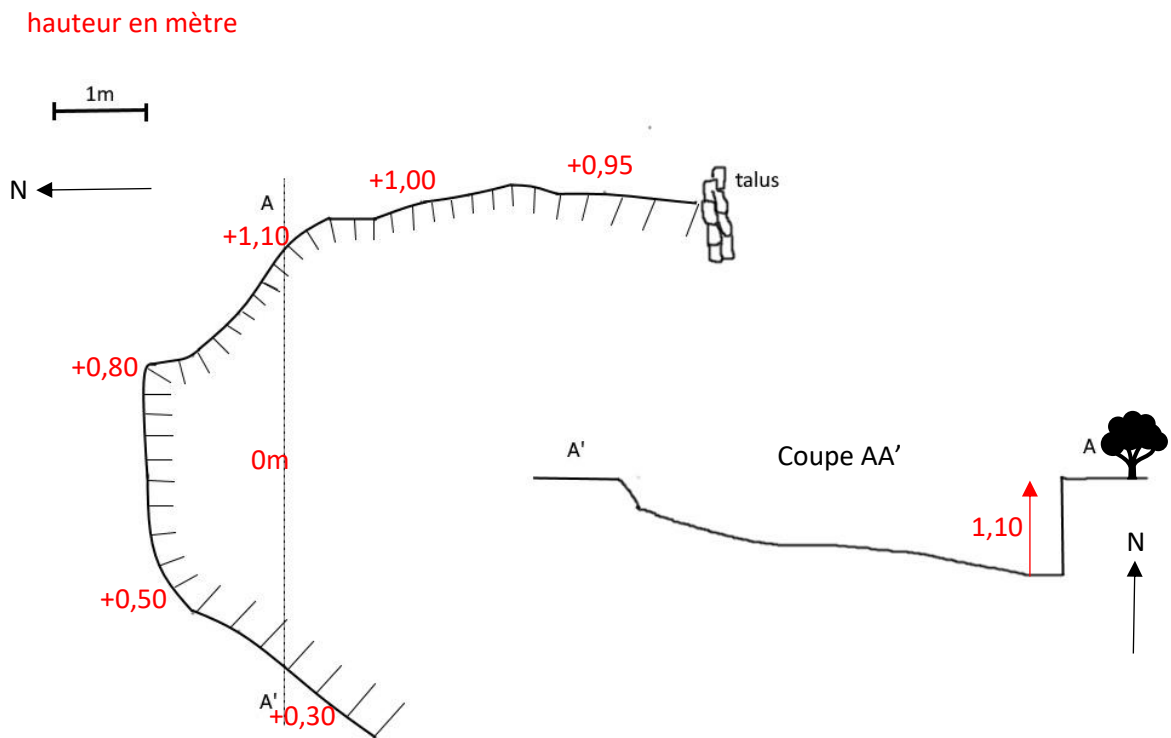 hauteur en mètre
1m
N
A
+1,10
+1,00
+0,95
talus
+0,80
0m
+0,50
A'
+0,30
A'
Coupe AA’
A
1,10
N